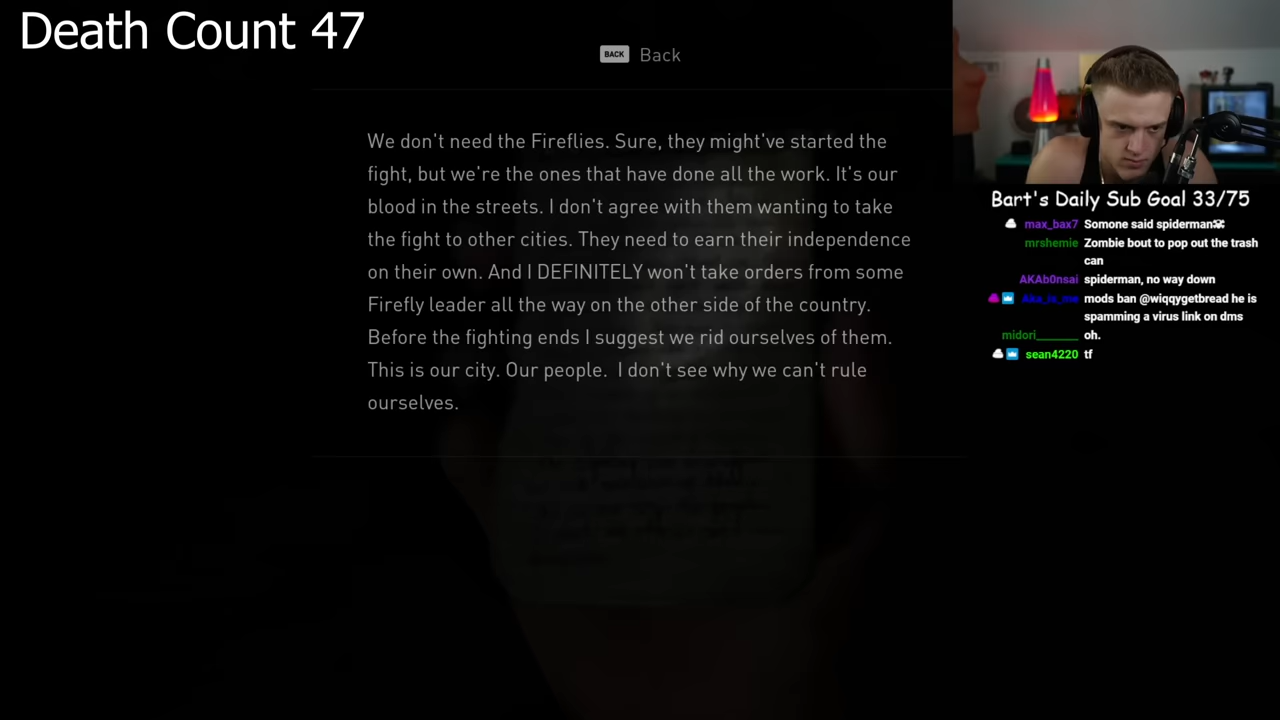 Death Count 47
BACK Back
We don't need the Fireflies. Sure, they might've started the
fight, but we're the ones that have done all the work. It's our
blood in the streets. I don't agree with them wanting to take
the fight to other cities. They need to earn their independence
on their own. And I DEFINITELY won't take orders from some
Firefly leader all the way on the other side of the country.
Before the fighting ends I suggest we rid ourselves of them.
This is our city. Our people.  I don't see why we can't rule
ourselves.
Bart's Daily Sub Goal 33/75
max_bax7 Somone said spiderman
mrshemie Zombie bout to pop out the trash
can
AKAb0nsai spiderman, no way down
mods ban @wiqqygetbread he is
spamming a virus link on dms
midori_______ oh.
sean4220 tf